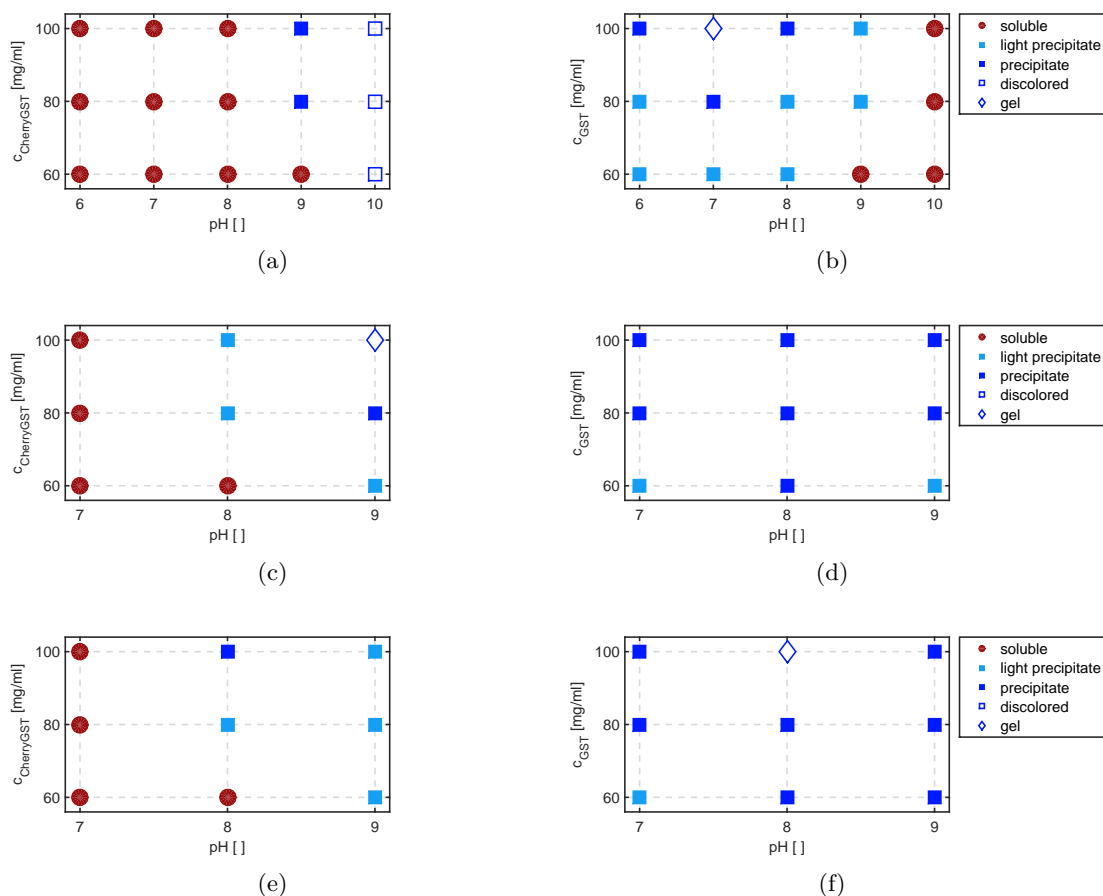 100
80
60
c_CherryGST [mg/ml]
6 7 8 9 10
pH [ ]
(a)
100
80
60
c_GST [mg/ml]
6 7 8 9 10
pH [ ]
(b)
soluble
light precipitate
precipitate
discolored
gel
100
80
60
c_CherryGST [mg/ml]
7 8 9
pH [ ]
(c)
100
80
60
c_GST [mg/ml]
7 8 9
pH [ ]
(d)
soluble
light precipitate
precipitate
discolored
gel
100
80
60
c_CherryGST [mg/ml]
7 8 9
pH [ ]
(e)
100
80
60
c_GST [mg/ml]
7 8 9
pH [ ]
(f)
soluble
light precipitate
precipitate
discolored
gel